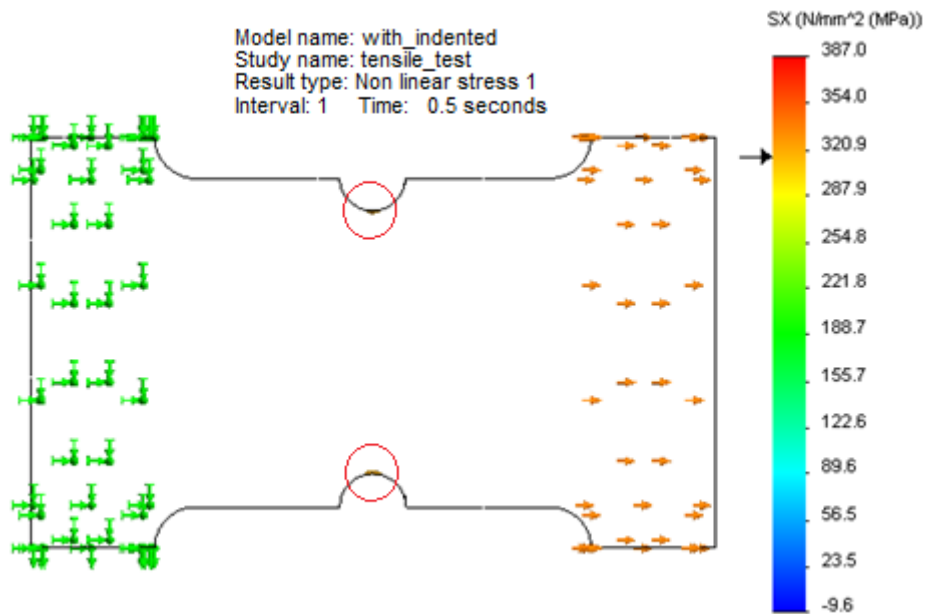 Model name: with_indented
Study name: tensile_test
Result type: Non linear stress 1
Interval: 1 Time: 0.5 seconds
SX (N/mm^2 (MPa))
387.0
354.0
320.9
287.9
254.8
221.8
188.7
155.7
122.6
89.6
56.5
23.5
-9.6